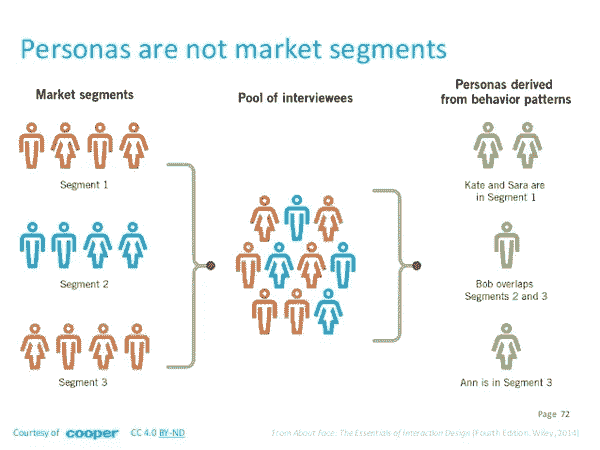 Personas are not market segments
Market segments
Pool of interviewees
Personas derived
from behavior patterns
Segment 1
Kate and Sara are
in Segment 1
Segment 2
Bob overlaps
Segments 2 and 3
Segment 3
Ann is in Segment 3
Page 72
Courtesy of cooper CC 4.0 BY-ND
From About Face: The Essentials of Interaction Design (Fourth Edition, Wiley, 2014)